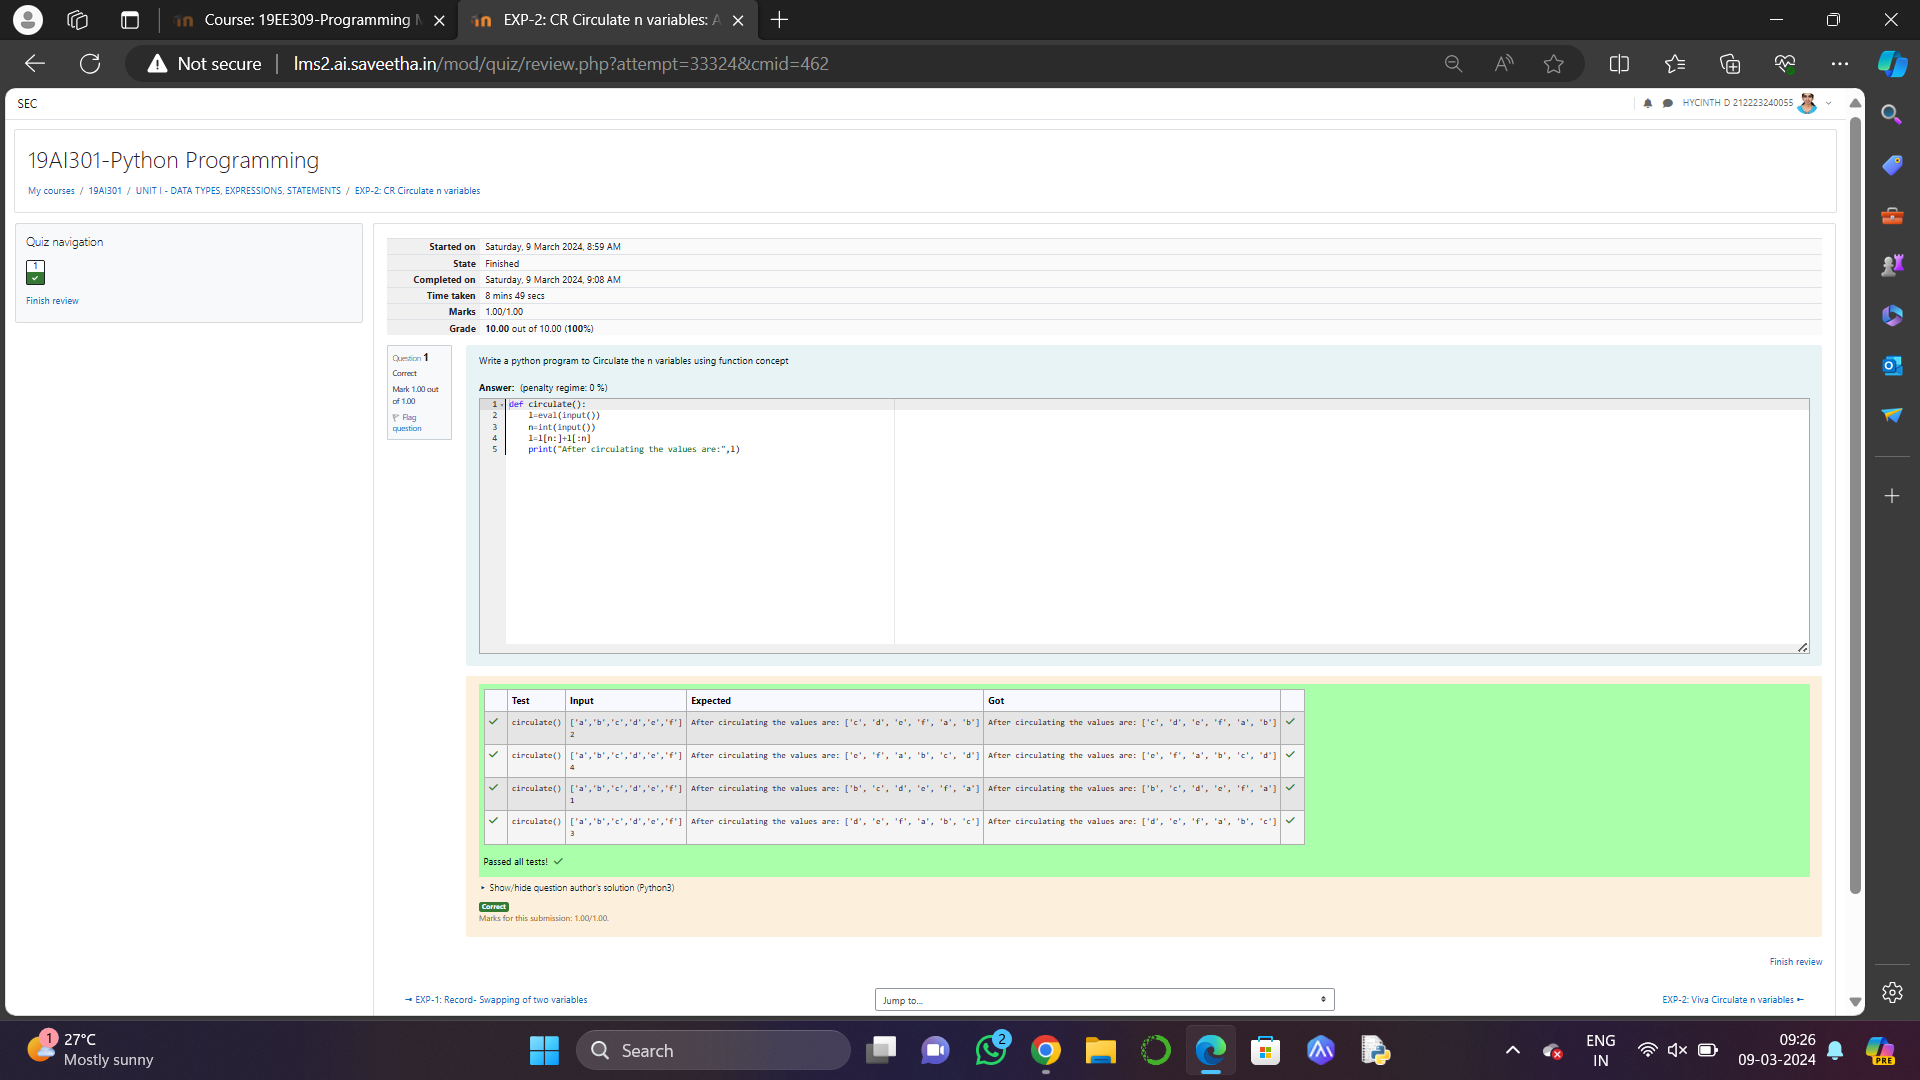 Course: 19EE309-Programming M
EXP-2: CR Circulate n variables: A
Not secure
lms2.ai.saveetha.in/mod/quiz/review.php?attempt=33324&cmid=462
SEC
HYCINTH D 212223240055
19AI301-Python Programming
My courses / 19AI301 / UNIT I - DATA TYPES, EXPRESSIONS, STATEMENTS / EXP-2: CR Circulate n variables
Quiz navigation
1
Finish review
Started on Saturday, 9 March 2024, 8:59 AM
State Finished
Completed on Saturday, 9 March 2024, 9:08 AM
Time taken 8 mins 49 secs
Marks 1.00/1.00
Grade 10.00 out of 10.00 (100%)
Question 1
Correct
Mark 1.00 out
of 1.00
Flag
question
Write a python program to Circulate the n variables using function concept
Answer: (penalty regime: 0 %)
1 def circulate():
2 l=eval(input())
3 n=int(input())
4 l=l[n:]+l[:n]
5 print("After circulating the values are:",l)
Test Input Expected Got
circulate() ['a','b','c','d','e','f'] After circulating the values are: ['c', 'd', 'e', 'f', 'a', 'b'] After circulating the values are: ['c', 'd', 'e', 'f', 'a', 'b']
2
circulate() ['a','b','c','d','e','f'] After circulating the values are: ['e', 'f', 'a', 'b', 'c', 'd'] After circulating the values are: ['e', 'f', 'a', 'b', 'c', 'd']
4
circulate() ['a','b','c','d','e','f'] After circulating the values are: ['b', 'c', 'd', 'e', 'f', 'a'] After circulating the values are: ['b', 'c', 'd', 'e', 'f', 'a']
1
circulate() ['a','b','c','d','e','f'] After circulating the values are: ['d', 'e', 'f', 'a', 'b', 'c'] After circulating the values are: ['d', 'e', 'f', 'a', 'b', 'c']
3
Passed all tests!
Show/hide question author's solution (Python3)
Correct
Marks for this submission: 1.00/1.00.
Finish review
EXP-1: Record- Swapping of two variables
Jump to...
EXP-2: Viva Circulate n variables
1
27°C
Mostly sunny
Search
2
ENG
IN
09:26
09-03-2024
PRE